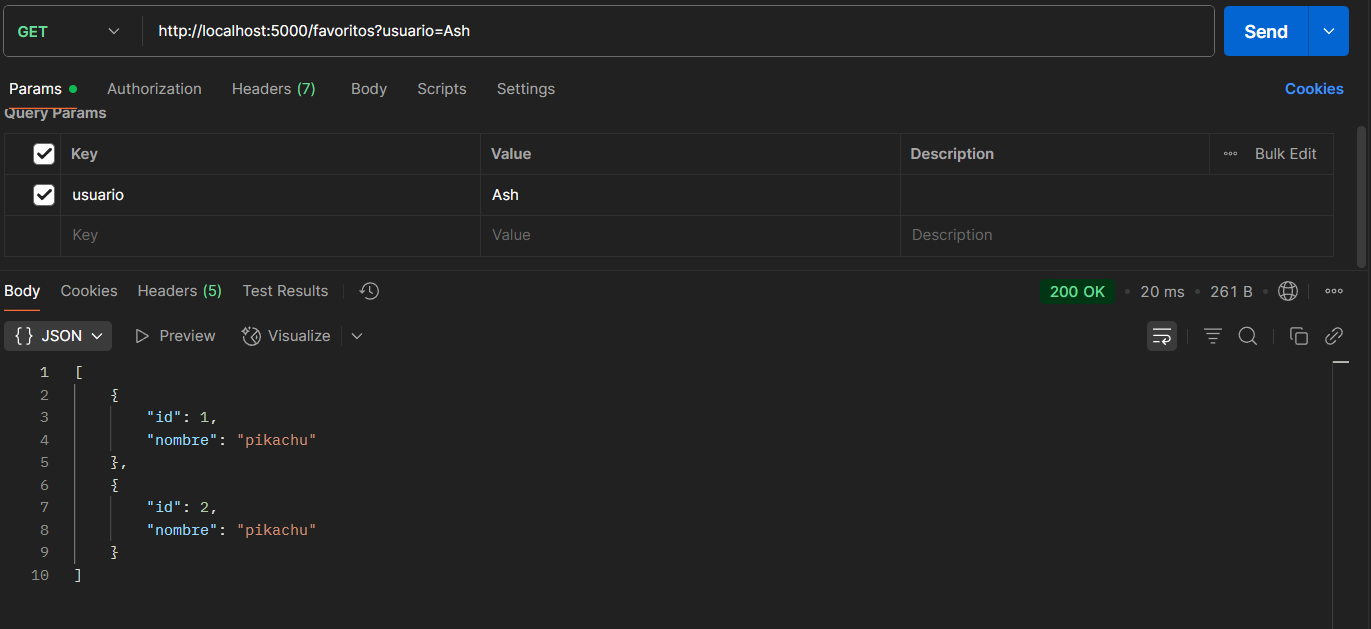 GET http://localhost:5000/favoritos?usuario=Ash Send
Params Authorization Headers (7) Body Scripts Settings Cookies
Query Params
Key Value Description Bulk Edit
usuario Ash
Key Value Description
Body Cookies Headers (5) Test Results 200 OK • 20 ms • 261 B •
{} JSON Preview Visualize
1 [
2 {
3 "id": 1,
4 "nombre": "pikachu"
5 },
6 {
7 "id": 2,
8 "nombre": "pikachu"
9 }
10 ]